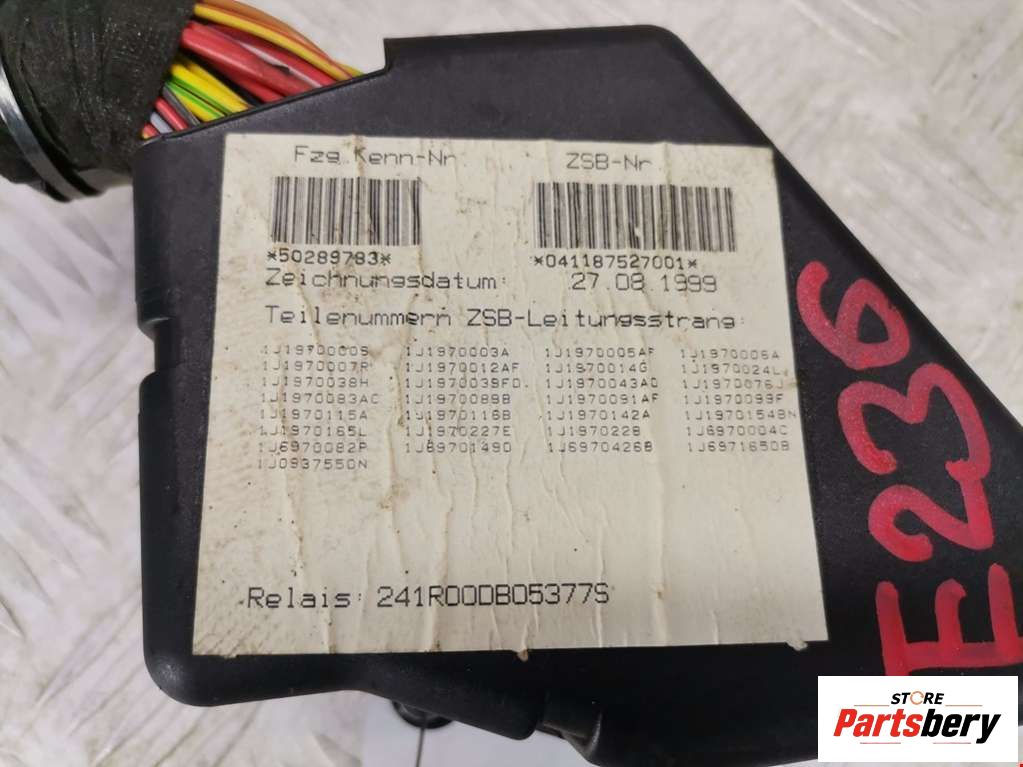 Fzg.Kenn-Nr. ZSB-Nr
*50289783* *041187527001*
Zeichnungsdatum: 27.08.1999
Teilenummern ZSB-Leitungsstrang:
1J1970000S 1J1970003A 1J1970005AF 1J1970006A
1J1970007R 1J1970012AF 1J1970014G 1J1970024L
1J1970038H 1J1970039FD 1J1970043AQ 1J1970076J
1J1970083AC 1J1970089B 1J1970091AF 1J1970099F
1J1970115A 1J1970116B 1J1970142A 1J1970154BN
1J1970165L 1J1970227E 1J1970228 1J6970004C
1J6970082P 1J6970149D 1J6970426B 1J6971650B
1J0937550N
Relais: 241R00DB05377S
E236
STORE
Partsbery